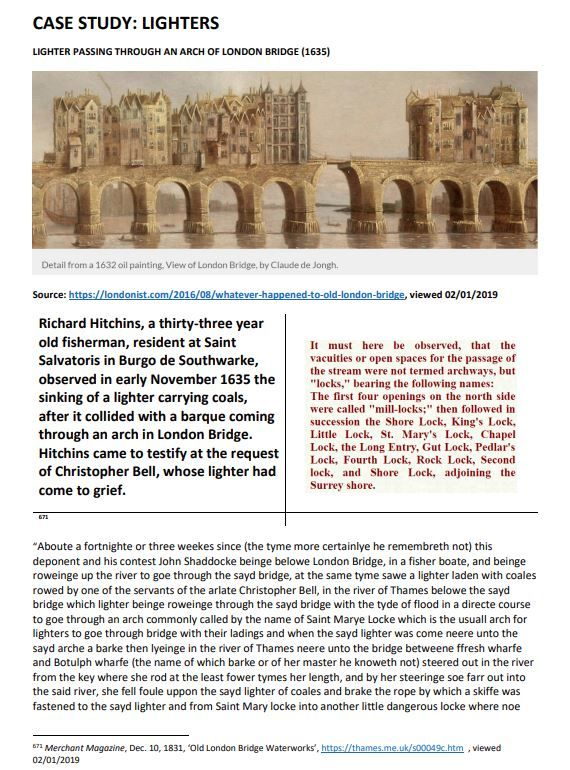 CASE STUDY: LIGHTERS
LIGHTER PASSING THROUGH AN ARCH OF LONDON BRIDGE (1635)
Detail from a 1632 oil painting, View of London Bridge, by Claude de Jongh.
Source: https://londonist.com/2016/08/whatever-happened-to-old-london-bridge, viewed 02/01/2019
Richard Hitchins, a thirty-three year
old fisherman, resident at Saint
Salvatoris in Burgo de Southwarke,
observed in early November 1635 the
sinking of a lighter carrying coals,
after it collided with a barque coming
through an arch in London Bridge.
Hitchins came to testify at the request
of Christopher Bell, whose lighter had
come to grief.
It must here be observed, that the
vacuities or open spaces for the passage of
the stream were not termed archways, but
"locks," bearing the following names:
The first four openings on the north side
were called "mill-locks;" then followed in
succession the Shore Lock, King's Lock,
Little Lock, St. Mary's Lock, Chapel
Lock, the Long Entry, Gut Lock, Pedlar's
Lock, Fourth Lock, Rock Lock, Second
lock, and Shore Lock, adjoining the
Surrey shore.
671
"Aboute a fortnighte or three weekes since (the tyme more certainlye he remembreth not) this
deponent and his contest John Shaddocke beinge belowe London Bridge, in a fisher boate, and beinge
roweinge up the river to go through the sayd bridge, at the same tyme sawe a lighter laden with coales
rowed by one of the servants of the arlate Christopher Bell, in the river of Thames belowe the sayd
bridge which lighter beinge roweinge through the sayd bridge with the tyde of flood in a directe course
to goe through an arch commonly called by the name of Saint Marye Locke which is the usuall arch for
lighters to goe through bridge with their ladings and when the sayd lighter was come neere unto the
sayd arche a barke then lyeinge in the river of Thames neere unto the bridge betweene ffresh wharfe
and Botulph wharfe (the name of which barke or of her master he knoweth not) steered out in the river
from the key where she rod at the least fower tymes her length, and by her steeringe soe farr out into
the said river, she fell foule uppon the sayd lighter of coales and brake the rope by which a skiffe was
fastened to the sayd lighter and from Saint Mary locke into another little dangerous locke where noe
671 Merchant Magazine, Dec. 10, 1831, 'Old London Bridge Waterworks', https://thames.me.uk/s00049c.htm , viewed
02/01/2019